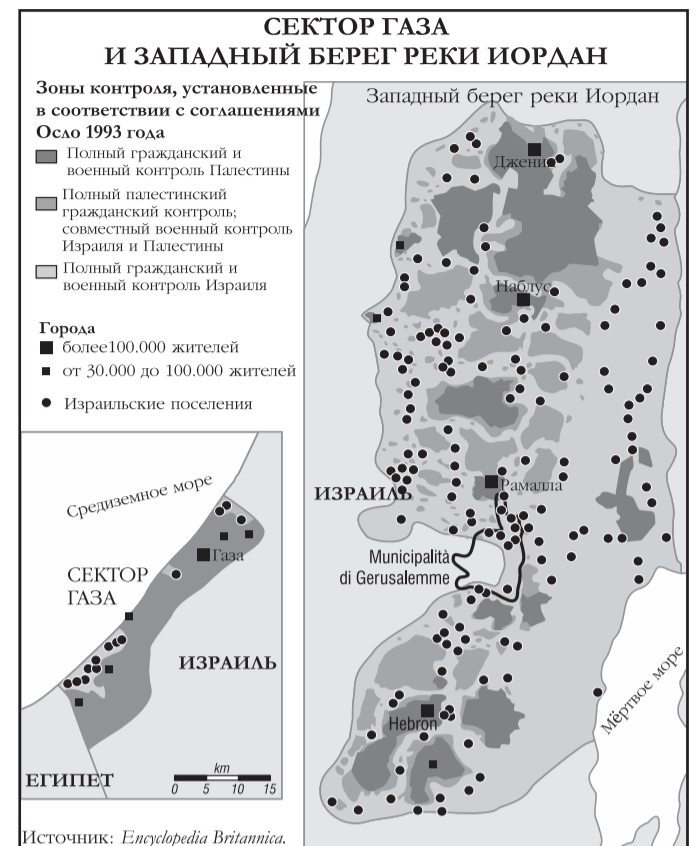 СЕКТОР ГАЗА
И ЗАПАДНЫЙ БЕРЕГ РЕКИ ИОРДАН
Зоны контроля, установленные
в соответствии с соглашениями
Осло 1993 года
Полный гражданский и
военный контроль Палестины
Полный палестинский
гражданский контроль;
совместный военный контроль
Израиля и Палестины
Полный гражданский и
военный контроль Израиля
Города
более100.000 жителей
от 30.000 до 100.000 жителей
Израильские поселения
Западный берег реки Иордан
Дженин
Наблус
ИЗРАИЛЬ
Рамалла
Municipalità
di Gerusalemme
Hebron
Мёртвое море
Средиземное море
Газа
СЕКТОР
ГАЗА
ИЗРАИЛЬ
ЕГИПЕТ
km
0 5 10 15
Источник: Encyclopedia Britannica.